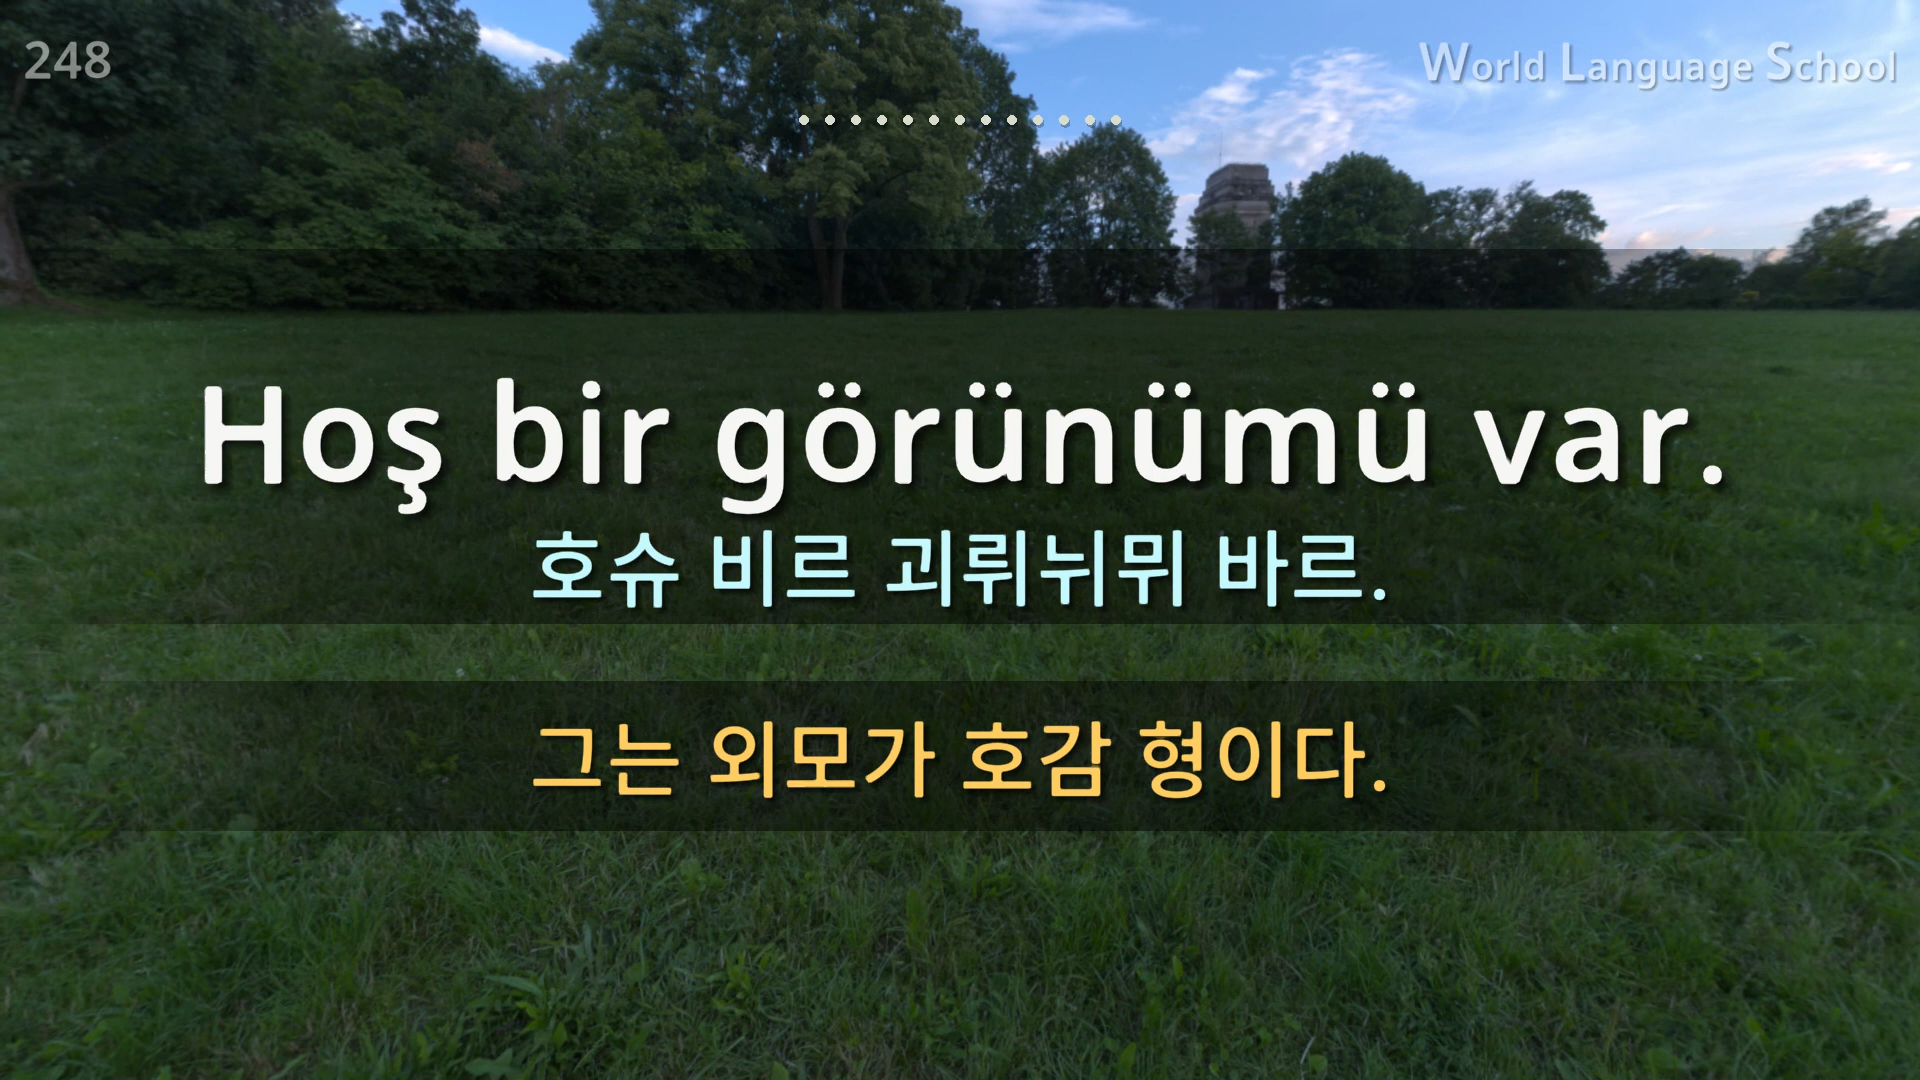 248
World Language School
Hoş bir görünümü var.
호슈 비르 괴뤼뉘뮈 바르.
그는 외모가 호감 형이다.